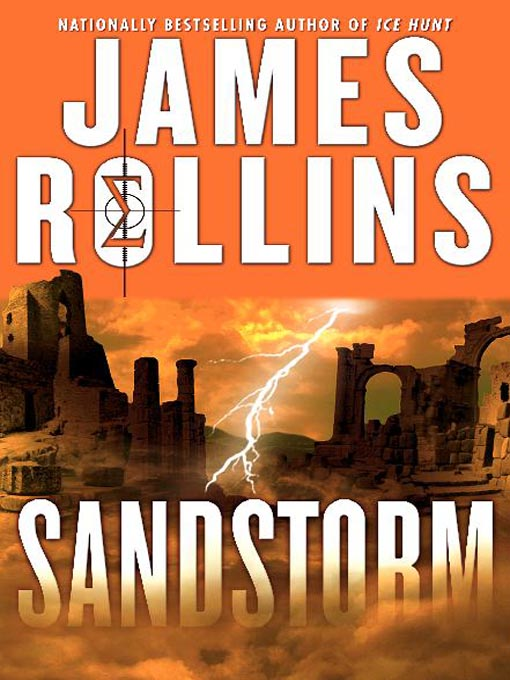 NATIONALLY BESTSELLING AUTHOR OF ICE HUNT
JAMES
ROLLINS
Σ
SANDSTORM